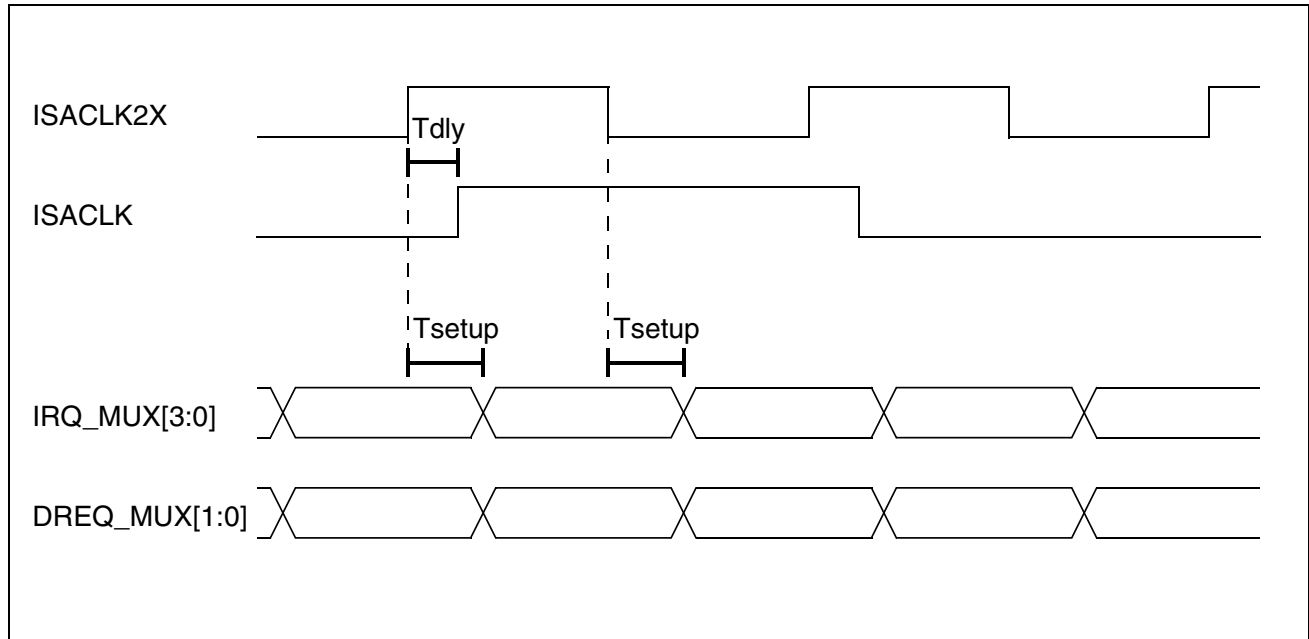 ISACLK2X
Tdly
ISACLK
Tsetup Tsetup
IRQ_MUX[3:0]
DREQ_MUX[1:0]